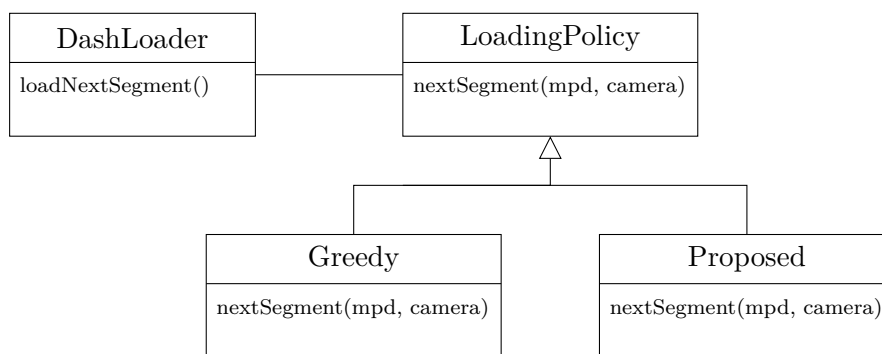 DashLoader
loadNextSegment()
LoadingPolicy
nextSegment(mpd, camera)
Greedy
nextSegment(mpd, camera)
Proposed
nextSegment(mpd, camera)